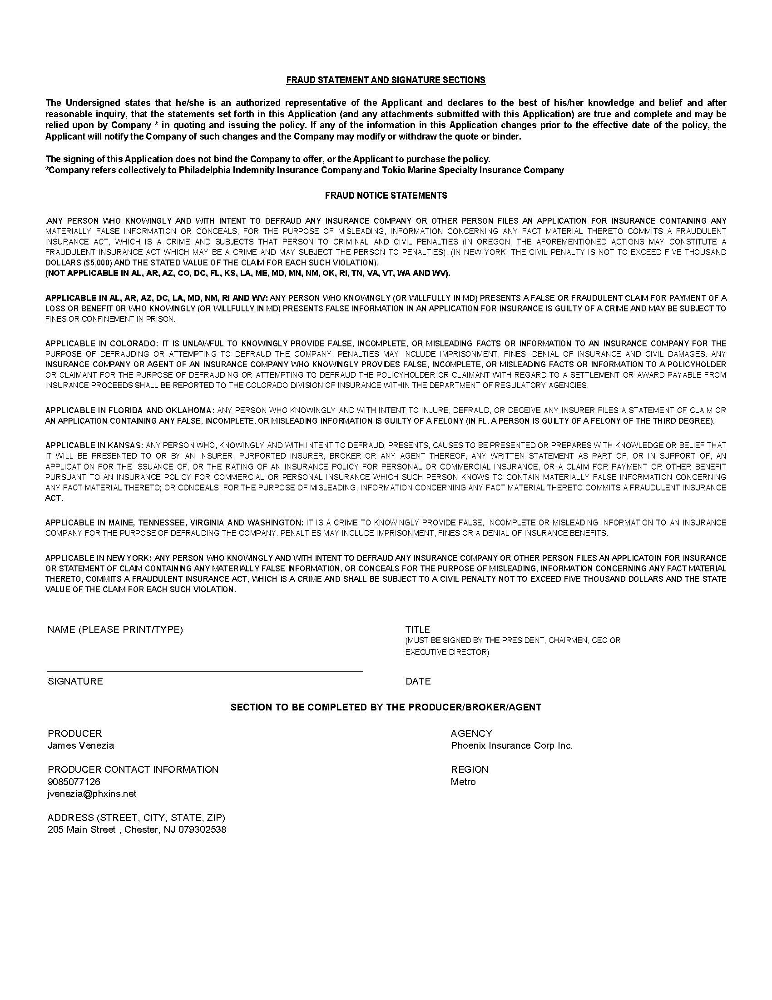 FRAUD STATEMENT AND SIGNATURE SECTIONS
The Undersigned states that he/she is an authorized representative of the Applicant and declares to the best of his/her knowledge and belief and after
reasonable inquiry, that the statements set forth in this Application (and any attachments submitted with this Application) are true and complete and may be
relied upon by Company * in quoting and issuing the policy. If any of the information in this Application changes prior to the effective date of the policy, the
Applicant will notify the Company of such changes and the Company may modify or withdraw the quote or binder.
The signing of this Application does not bind the Company to offer, or the Applicant to purchase the policy.
*Company refers collectively to Philadelphia Indemnity Insurance Company and Tokio Marine Specialty Insurance Company
FRAUD NOTICE STATEMENTS
ANY PERSON WHO KNOWINGLY AND WITH INTENT TO DEFRAUD ANY INSURANCE COMPANY OR OTHER PERSON FILES AN APPLICATION FOR INSURANCE CONTAINING ANY
MATERIALLY FALSE INFORMATION OR CONCEALS, FOR THE PURPOSE OF MISLEADING, INFORMATION CONCERNING ANY FACT MATERIAL THERETO COMMITS A FRAUDULENT
INSURANCE ACT, WHICH IS A CRIME AND SUBJECTS THAT PERSON TO CRIMINAL AND CIVIL PENALTIES (IN OREGON, THE AFOREMENTIONED ACTIONS MAY CONSTITUTE A
FRAUDULENT INSURANCE ACT WHICH MAY BE A CRIME AND MAY SUBJECT THE PERSON TO PENALTIES). (IN NEW YORK, THE CIVIL PENALTY IS NOT TO EXCEED FIVE THOUSAND
DOLLARS ($5,000) AND THE STATED VALUE OF THE CLAIM FOR EACH SUCH VIOLATION).
(NOT APPLICABLE IN AL, AR, AZ, CO, DC, FL, KS, LA, ME, MD, MN, NM, OK, RI, TN, VA, VT, WA AND WV).
APPLICABLE IN AL, AR, AZ, DC, LA, MD, NM, RI AND WV: ANY PERSON WHO KNOWINGLY (OR WILLFULLY IN MD) PRESENTS A FALSE OR FRAUDULENT CLAIM FOR PAYMENT OF A
LOSS OR BENEFIT OR WHO KNOWINGLY (OR WILLFULLY IN MD) PRESENTS FALSE INFORMATION IN AN APPLICATION FOR INSURANCE IS GUILTY OF A CRIME AND MAY BE SUBJECT TO
FINES OR CONFINEMENT IN PRISON.
APPLICABLE IN COLORADO: IT IS UNLAWFUL TO KNOWINGLY PROVIDE FALSE, INCOMPLETE, OR MISLEADING FACTS OR INFORMATION TO AN INSURANCE COMPANY FOR THE
PURPOSE OF DEFRAUDING OR ATTEMPTING TO DEFRAUD THE COMPANY. PENALTIES MAY INCLUDE IMPRISONMENT, FINES, DENIAL OF INSURANCE AND CIVIL DAMAGES. ANY
INSURANCE COMPANY OR AGENT OF AN INSURANCE COMPANY WHO KNOWINGLY PROVIDES FALSE, INCOMPLETE, OR MISLEADING FACTS OR INFORMATION TO A POLICYHOLDER
OR CLAIMANT FOR THE PURPOSE OF DEFRAUDING OR ATTEMPTING TO DEFRAUD THE POLICYHOLDER OR CLAIMANT WITH REGARD TO A SETTLEMENT OR AWARD PAYABLE FROM
INSURANCE PROCEEDS SHALL BE REPORTED TO THE COLORADO DIVISION OF INSURANCE WITHIN THE DEPARTMENT OF REGULATORY AGENCIES.
APPLICABLE IN FLORIDA AND OKLAHOMA: ANY PERSON WHO KNOWINGLY AND WITH INTENT TO INJURE, DEFRAUD, OR DECEIVE ANY INSURER FILES A STATEMENT OF CLAIM OR
AN APPLICATION CONTAINING ANY FALSE, INCOMPLETE, OR MISLEADING INFORMATION IS GUILTY OF A FELONY (IN FL, A PERSON IS GUILTY OF A FELONY OF THE THIRD DEGREE).
APPLICABLE IN KANSAS: ANY PERSON WHO, KNOWINGLY AND WITH INTENT TO DEFRAUD, PRESENTS, CAUSES TO BE PRESENTED OR PREPARES WITH KNOWLEDGE OR BELIEF THAT
IT WILL BE PRESENTED TO OR BY AN INSURER, PURPORTED INSURER, BROKER OR ANY AGENT THEREOF, ANY WRITTEN STATEMENT AS PART OF, OR IN SUPPORT OF, AN
APPLICATION FOR THE ISSUANCE OF, OR THE RATING OF AN INSURANCE POLICY FOR PERSONAL OR COMMERCIAL INSURANCE, OR A CLAIM FOR PAYMENT OR OTHER BENEFIT
PURSUANT TO AN INSURANCE POLICY FOR COMMERCIAL OR PERSONAL INSURANCE WHICH SUCH PERSON KNOWS TO CONTAIN MATERIALLY FALSE INFORMATION CONCERNING
ANY FACT MATERIAL THERETO; OR CONCEALS, FOR THE PURPOSE OF MISLEADING, INFORMATION CONCERNING ANY FACT MATERIAL THERETO COMMITS A FRAUDULENT INSURANCE
ACT.
APPLICABLE IN MAINE, TENNESSEE, VIRGINIA AND WASHINGTON: IT IS A CRIME TO KNOWINGLY PROVIDE FALSE, INCOMPLETE OR MISLEADING INFORMATION TO AN INSURANCE
COMPANY FOR THE PURPOSE OF DEFRAUDING THE COMPANY. PENALTIES MAY INCLUDE IMPRISONMENT, FINES OR A DENIAL OF INSURANCE BENEFITS.
APPLICABLE IN NEW YORK: ANY PERSON WHO KNOWINGLY AND WITH INTENT TO DEFRAUD ANY INSURANCE COMPANY OR OTHER PERSON FILES AN APPLICATOIN FOR INSURANCE
OR STATEMENT OF CLAIM CONTAINING ANY MATERIALLY FALSE INFORMATION, OR CONCEALS FOR THE PURPOSE OF MISLEADING, INFORMATION CONCERNING ANY FACT MATERIAL
THERETO, COMMITS A FRAUDULENT INSURANCE ACT, WHICH IS A CRIME AND SHALL BE SUBJECT TO A CIVIL PENALTY NOT TO EXCEED FIVE THOUSAND DOLLARS AND THE STATE
VALUE OF THE CLAIM FOR EACH SUCH VIOLATION.
NAME (PLEASE PRINT/TYPE)
TITLE
(MUST BE SIGNED BY THE PRESIDENT, CHAIRMEN, CEO OR
EXECUTIVE DIRECTOR)
SIGNATURE
DATE
SECTION TO BE COMPLETED BY THE PRODUCER/BROKER/AGENT
PRODUCER
James Venezia
AGENCY
Phoenix Insurance Corp Inc.
PRODUCER CONTACT INFORMATION
9085077126
jvenezia@phxins.net
REGION
Metro
ADDRESS (STREET, CITY, STATE, ZIP)
205 Main Street , Chester, NJ 079302538